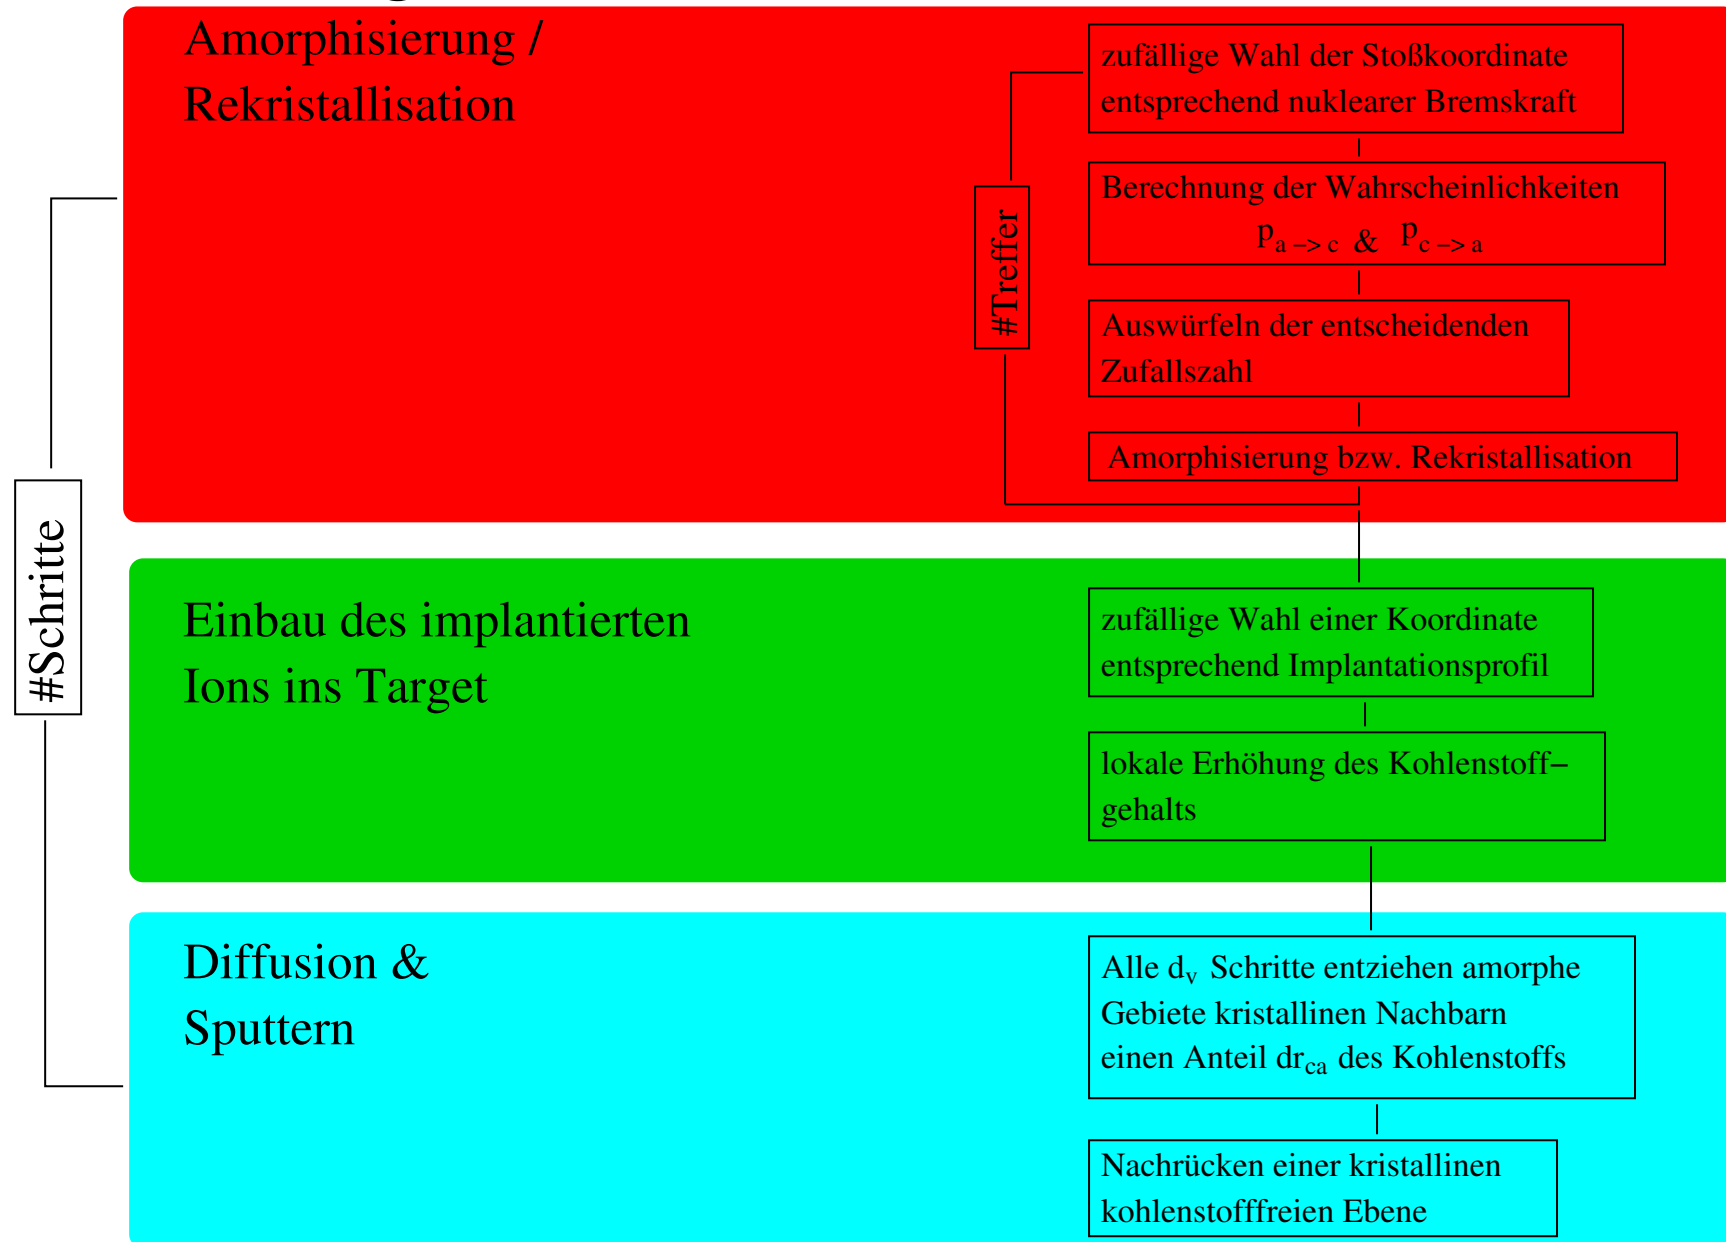 Amorphisierung /
Rekristallisation
zufällige Wahl der Stoßkoordinate
entsprechend nuklearer Bremskraft
Berechnung der Wahrscheinlichkeiten
p a −> c & p c −> a
Auswürfeln der entscheidenden
Zufallszahl
Amorphisierung bzw. Rekristallisation
#Treffer
#Schritte
Einbau des implantierten
Ions ins Target
zufällige Wahl einer Koordinate
entsprechend Implantationsprofil
lokale Erhöhung des Kohlenstoff−
gehalts
Diffusion &
Sputtern
Alle dv Schritte entziehen amorphe
Gebiete kristallinen Nachbarn
einen Anteil drca des Kohlenstoffs
Nachrücken einer kristallinen
kohlenstofffreien Ebene